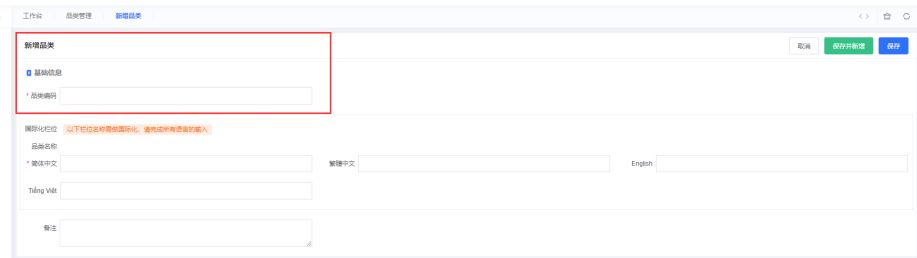 工作台 品类管理 新增品类
新增品类 取消 保存并新增 保存
基础信息
* 品类编码
国际化栏位 以下栏位名称需做国际化，请完成所有语言的输入
品类名称
* 简体中文 繁體中文 English
Tiếng Việt
备注